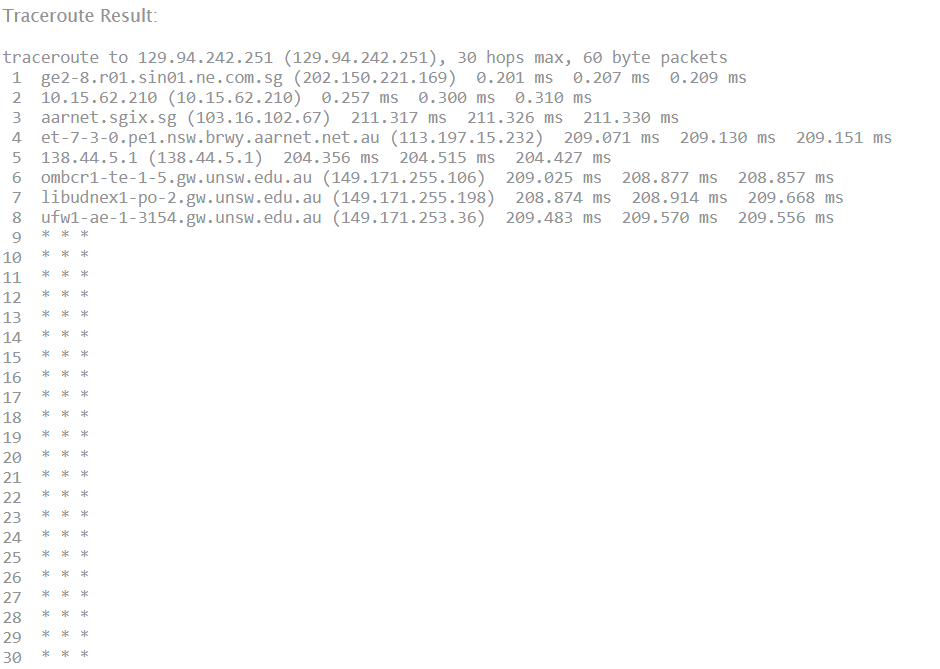 Traceroute Result:
traceroute to 129.94.242.251 (129.94.242.251), 30 hops max, 60 byte packets
1 ge2-8.r01.sin01.ne.com.sg (202.150.221.169) 0.201 ms 0.207 ms 0.209 ms
2 10.15.62.210 (10.15.62.210) 0.257 ms 0.300 ms 0.310 ms
3 aarnet.sgix.sg (103.16.102.67) 211.317 ms 211.326 ms 211.330 ms
4 et-7-3-0.pe1.nsw.brwy.aarnet.net.au (113.197.15.232) 209.071 ms 209.130 ms 209.151 ms
5 138.44.5.1 (138.44.5.1) 204.356 ms 204.515 ms 204.427 ms
6 ombcr1-te-1-5.gw.unsw.edu.au (149.171.255.106) 209.025 ms 208.877 ms 208.857 ms
7 libudnex1-po-2.gw.unsw.edu.au (149.171.255.198) 208.874 ms 208.914 ms 209.668 ms
8 ufw1-ae-1-3154.gw.unsw.edu.au (149.171.253.36) 209.483 ms 209.570 ms 209.556 ms
9 * * *
10 * * *
11 * * *
12 * * *
13 * * *
14 * * *
15 * * *
16 * * *
17 * * *
18 * * *
19 * * *
20 * * *
21 * * *
22 * * *
23 * * *
24 * * *
25 * * *
26 * * *
27 * * *
28 * * *
29 * * *
30 * * *